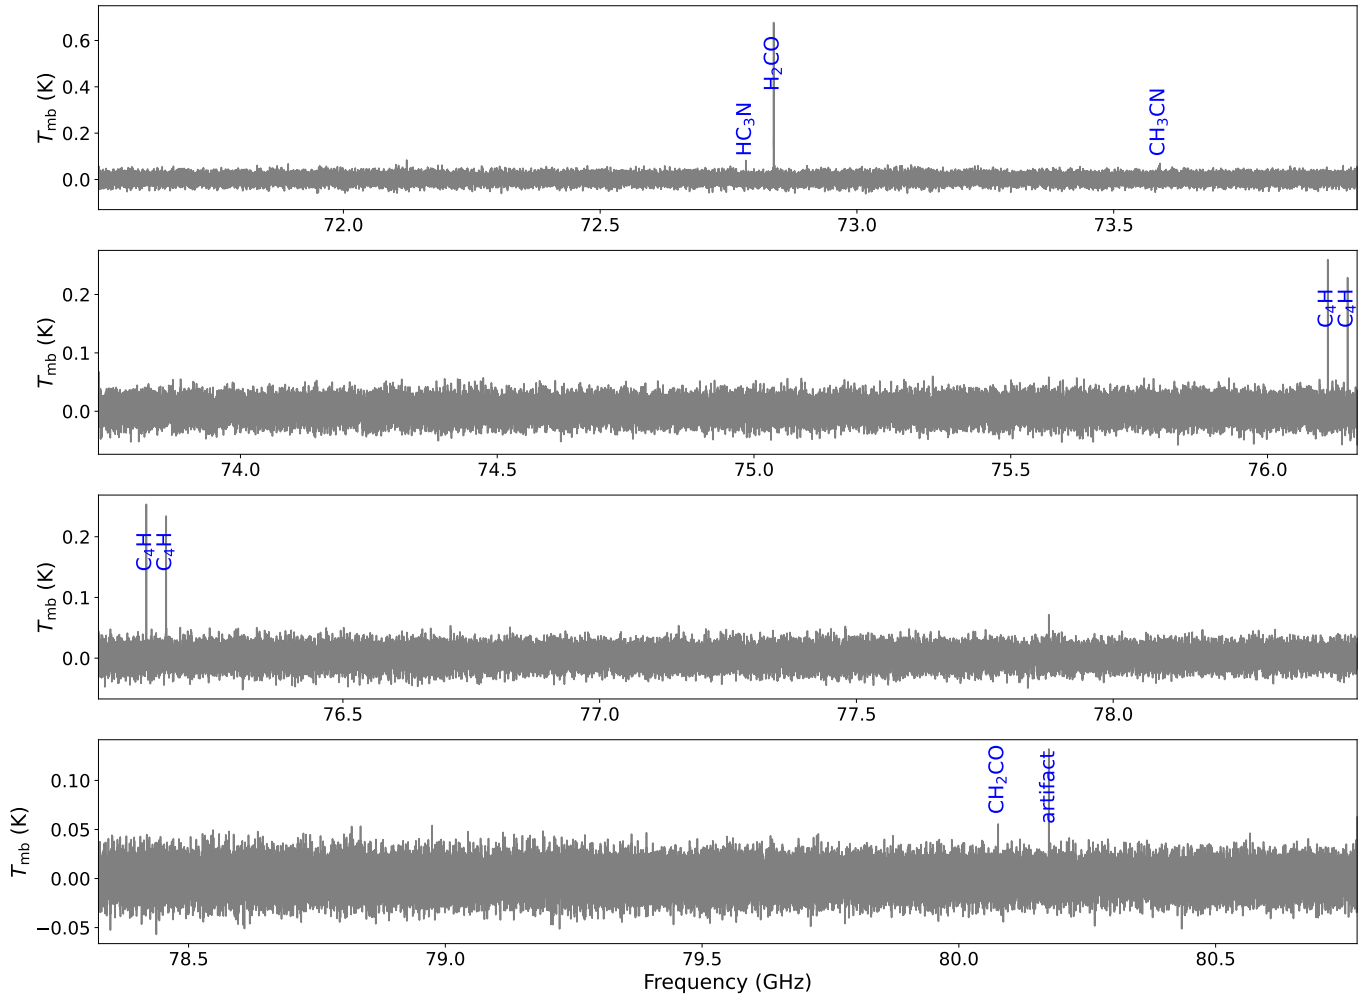 0.6
0.4
0.2
0.0
T_mb (K)
HC₃N
H₂CO
CH₃CN
72.0 72.5 73.0 73.5
0.2
0.1
0.0
T_mb (K)
C₄H C₄H
74.0 74.5 75.0 75.5 76.0
0.2
0.1
0.0
T_mb (K)
C₄H C₄H
76.5 77.0 77.5 78.0
0.10
0.05
0.00
−0.05
T_mb (K)
CH₂CO
artifact
78.5 79.0 79.5 80.0 80.5
Frequency (GHz)